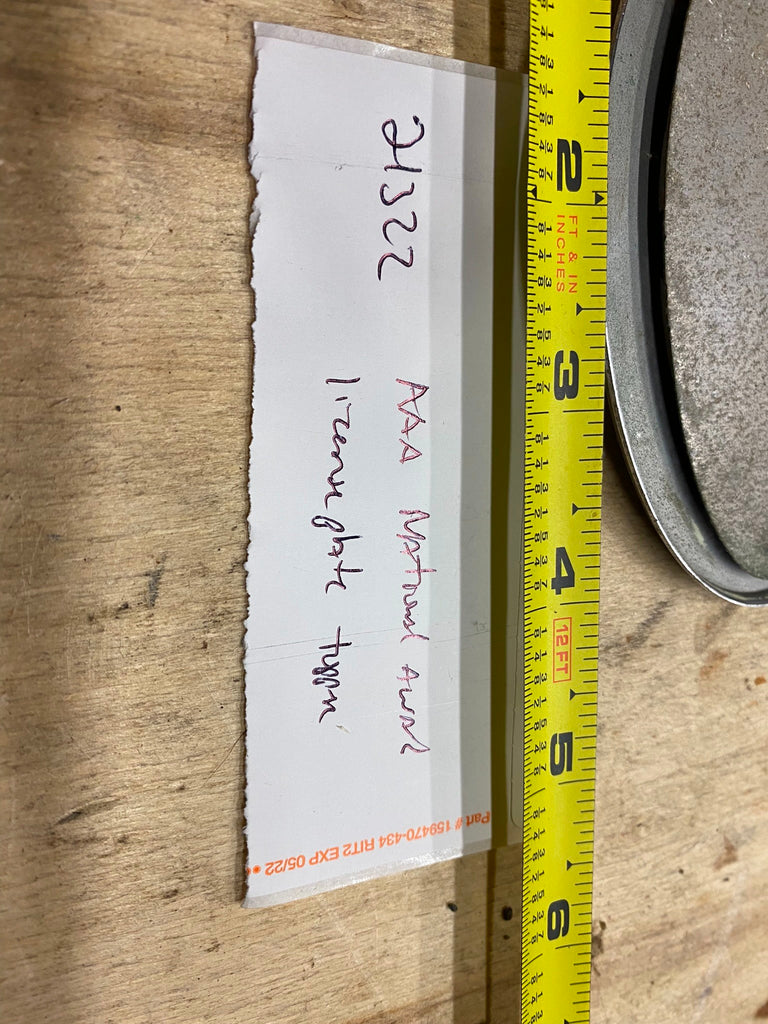 21322
AAA National Award
license plate topper
Part # 159470-434 RIT2 EXP 05/22
2
FT & IN
INCHES
3
4
12FT
5
6